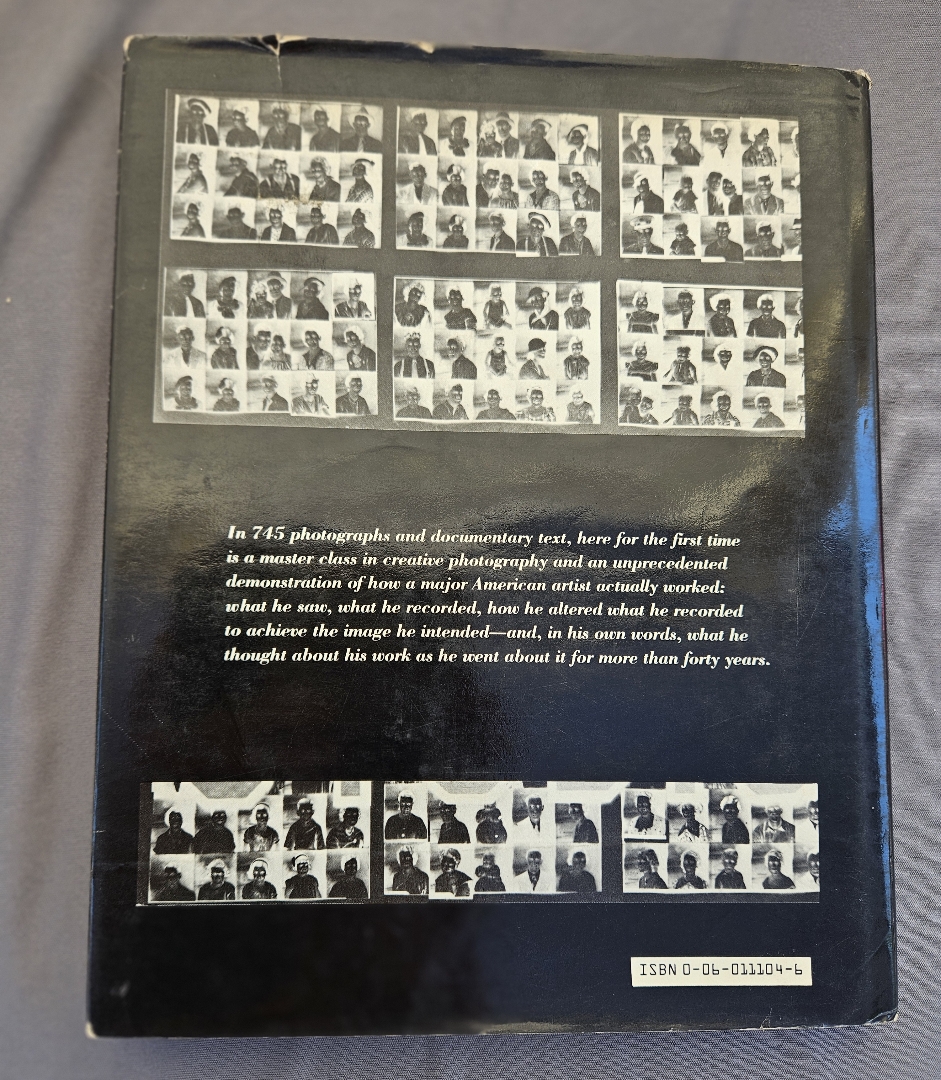 In 745 photographs and documentary text, here for the first time
is a master class in creative photography and an unprecedented
demonstration of how a major American artist actually worked:
what he saw, what he recorded, how he altered what he recorded
to achieve the image he intended—and, in his own words, what he
thought about his work as he went about it for more than forty years.
ISBN 0-06-011104-6